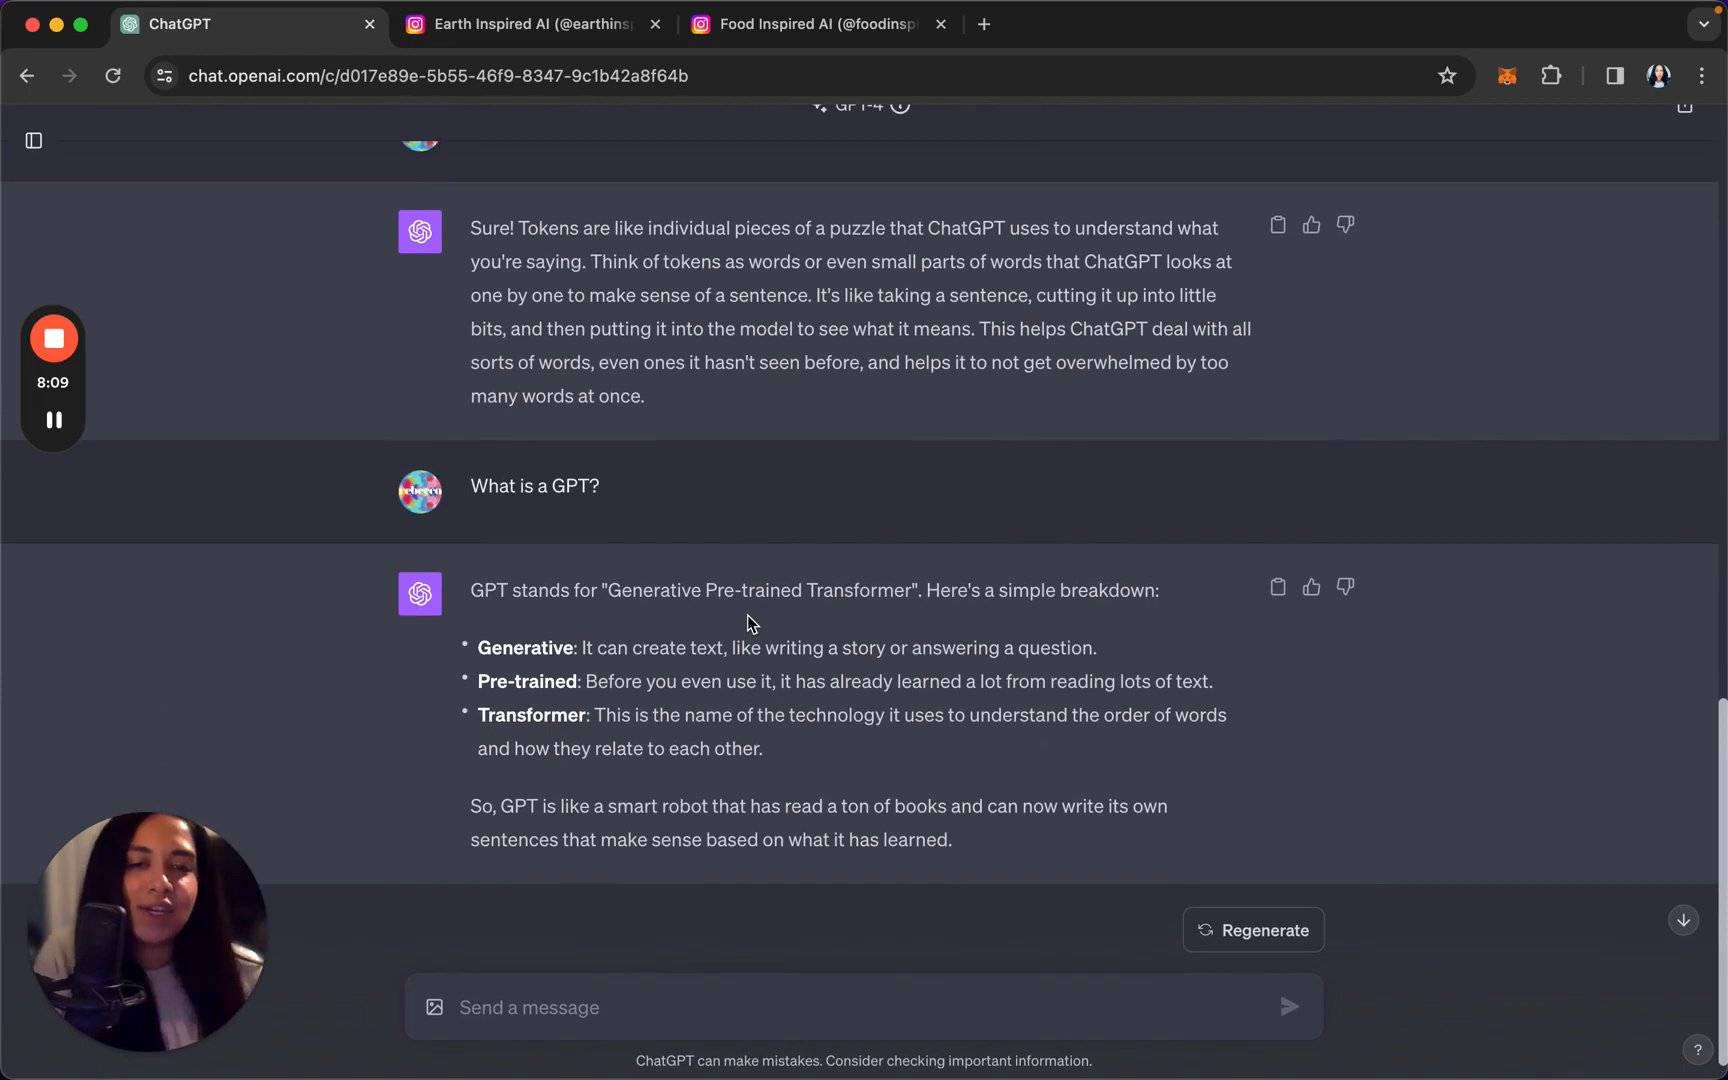 ChatGPT
Earth Inspired AI (@earthins
Food Inspired AI (@foodinspi
chat.openai.com/c/d017e89e-5b55-46f9-8347-9c1b42a8f64b
GPT-4
Sure! Tokens are like individual pieces of a puzzle that ChatGPT uses to understand what
you're saying. Think of tokens as words or even small parts of words that ChatGPT looks at
one by one to make sense of a sentence. It's like taking a sentence, cutting it up into little
bits, and then putting it into the model to see what it means. This helps ChatGPT deal with all
sorts of words, even ones it hasn't seen before, and helps it to not get overwhelmed by too
many words at once.
8:09
rebecca
What is a GPT?
GPT stands for "Generative Pre-trained Transformer". Here's a simple breakdown:
• Generative: It can create text, like writing a story or answering a question.
• Pre-trained: Before you even use it, it has already learned a lot from reading lots of text.
• Transformer: This is the name of the technology it uses to understand the order of words
and how they relate to each other.
So, GPT is like a smart robot that has read a ton of books and can now write its own
sentences that make sense based on what it has learned.
Regenerate
Send a message
ChatGPT can make mistakes. Consider checking important information.
?